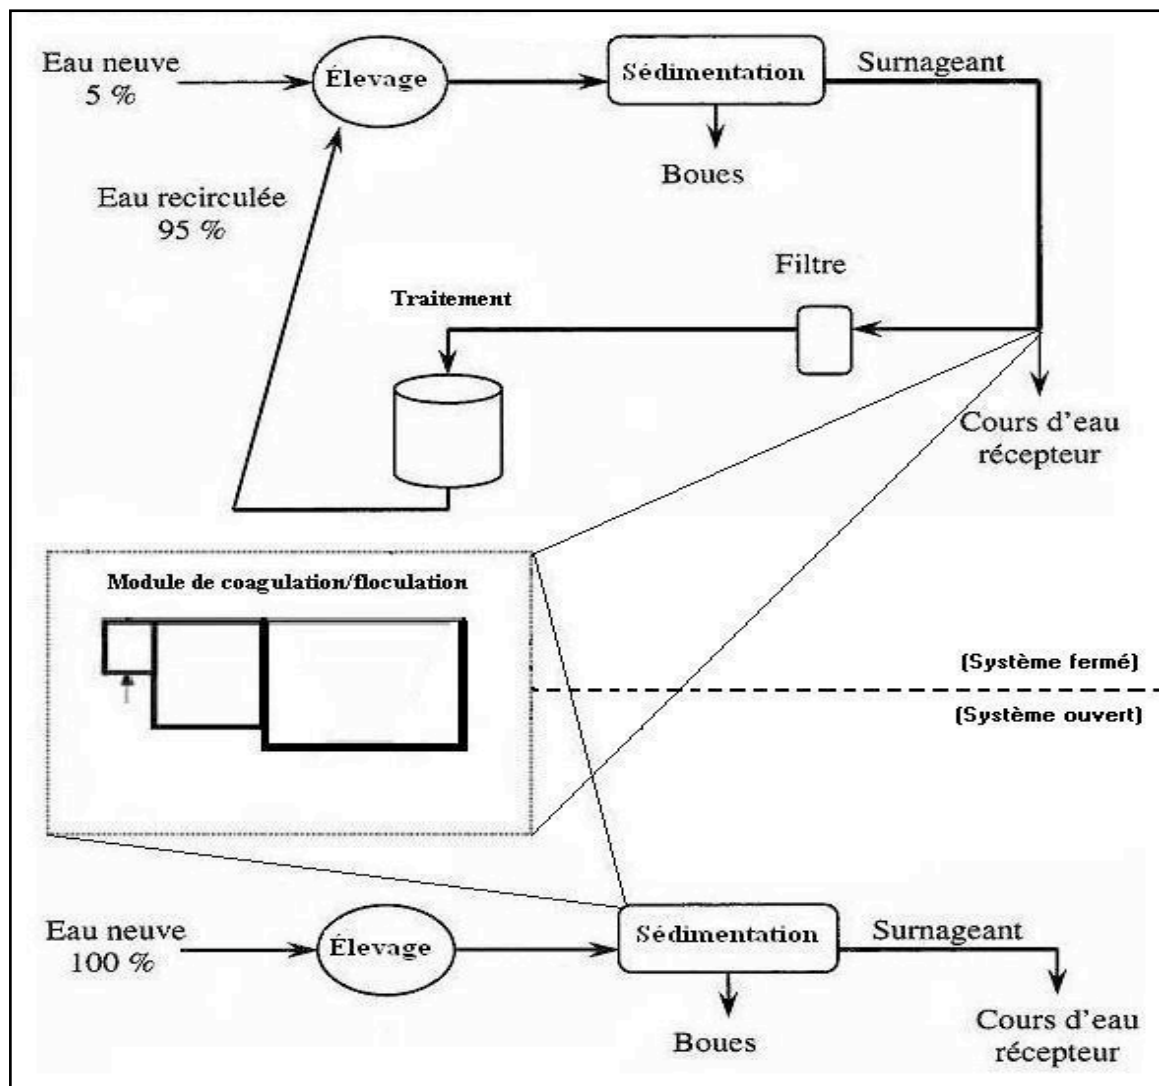 Eau neuve
5 %
Élevage
Sédimentation
Surnageant
Boues
Eau recirculée
95 %
Filtre
Traitement
Cours d'eau
récepteur
Module de coagulation/floculation
(Système fermé)
(Système ouvert)
Eau neuve
100 %
Élevage
Sédimentation
Surnageant
Boues
Cours d'eau
récepteur